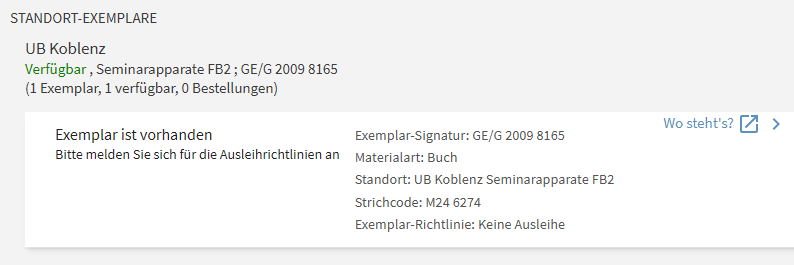 STANDORT-EXEMPLARE
UB Koblenz
Verfügbar , Seminarapparate FB2 ; GE/G 2009 8165
(1 Exemplar, 1 verfügbar, 0 Bestellungen)
Wo steht's?
Exemplar ist vorhanden
Bitte melden Sie sich für die Ausleihrichtlinien an
Exemplar-Signatur: GE/G 2009 8165
Materialart: Buch
Standort: UB Koblenz Seminarapparate FB2
Strichcode: M24 6274
Exemplar-Richtlinie: Keine Ausleihe